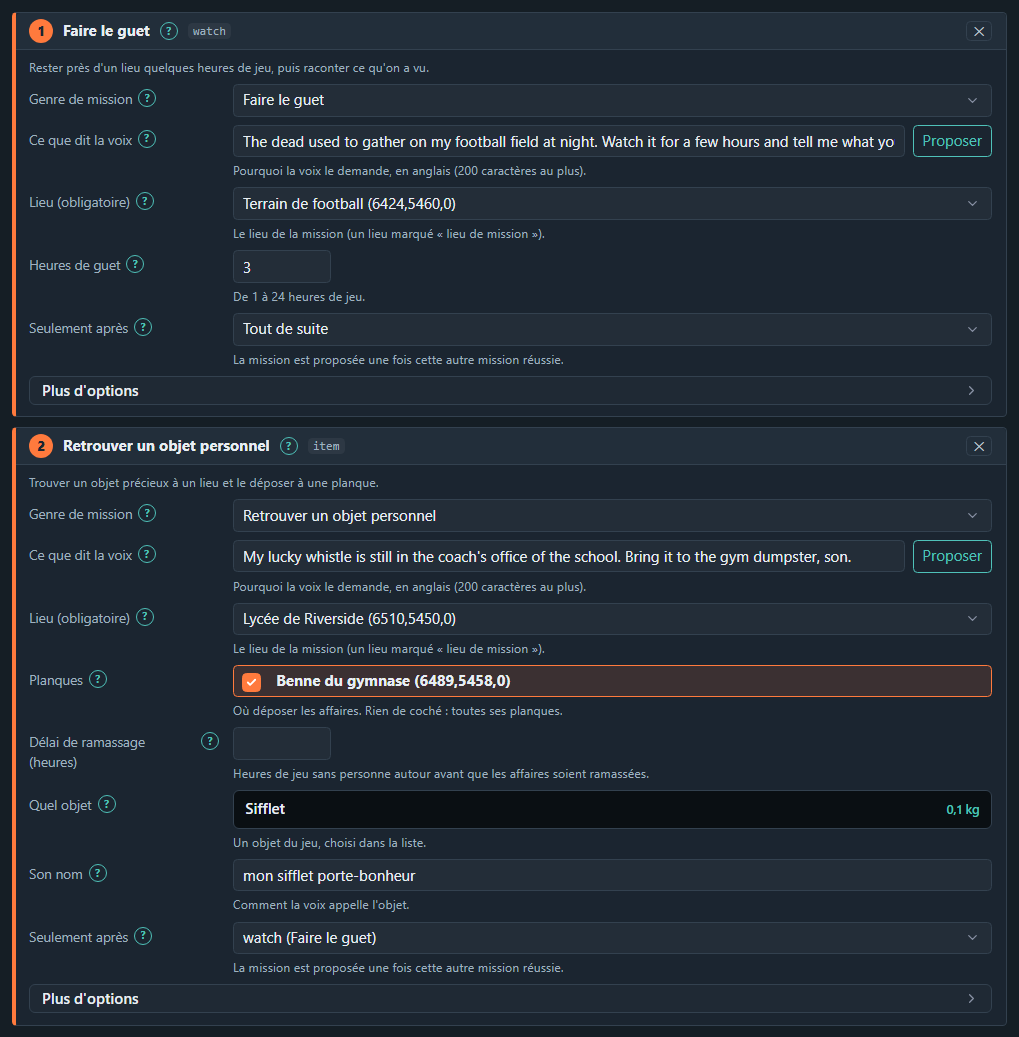 1 Faire le guet ? watch
Rester près d'un lieu quelques heures de jeu, puis raconter ce qu'on a vu.
Genre de mission ? Faire le guet
Ce que dit la voix ? The dead used to gather on my football field at night. Watch it for a few hours and tell me what yo Proposer
Pourquoi la voix le demande, en anglais (200 caractères au plus).
Lieu (obligatoire) ? Terrain de football (6424,5460,0)
Le lieu de la mission (un lieu marqué « lieu de mission »).
Heures de guet ? 3
De 1 à 24 heures de jeu.
Seulement après ? Tout de suite
La mission est proposée une fois cette autre mission réussie.
Plus d'options
2 Retrouver un objet personnel ? item
Trouver un objet précieux à un lieu et le déposer à une planque.
Genre de mission ? Retrouver un objet personnel
Ce que dit la voix ? My lucky whistle is still in the coach's office of the school. Bring it to the gym dumpster, son. Proposer
Pourquoi la voix le demande, en anglais (200 caractères au plus).
Lieu (obligatoire) ? Lycée de Riverside (6510,5450,0)
Le lieu de la mission (un lieu marqué « lieu de mission »).
Planques ? Benne du gymnase (6489,5458,0)
Où déposer les affaires. Rien de coché : toutes ses planques.
Délai de ramassage (heures) ?
Heures de jeu sans personne autour avant que les affaires soient ramassées.
Quel objet ? Sifflet 0,1 kg
Un objet du jeu, choisi dans la liste.
Son nom ? mon sifflet porte-bonheur
Comment la voix appelle l'objet.
Seulement après ? watch (Faire le guet)
La mission est proposée une fois cette autre mission réussie.
Plus d'options